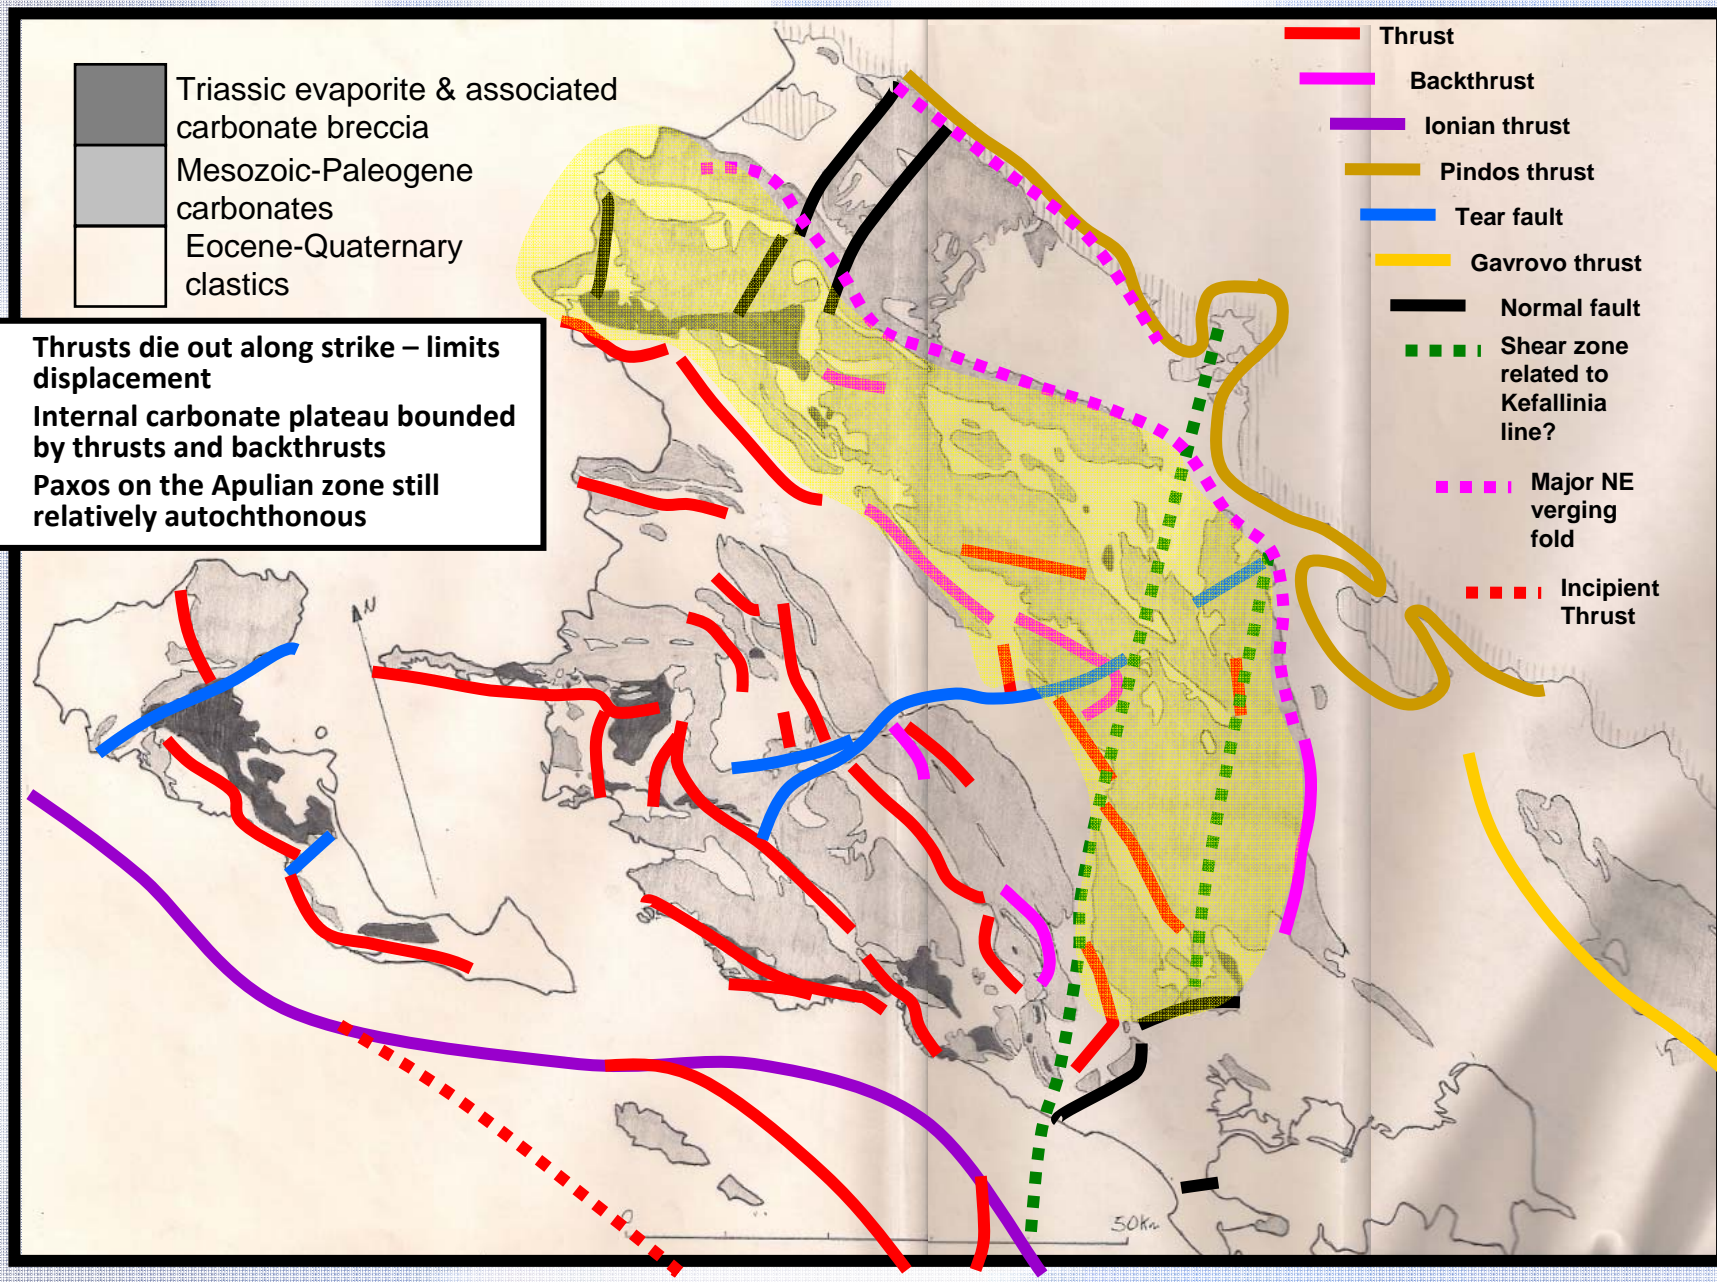 Triassic evaporite & associated
carbonate breccia
Mesozoic-Paleogene
carbonates
Eocene-Quaternary
clastics
Thrusts die out along strike – limits
displacement
Internal carbonate plateau bounded
by thrusts and backthrusts
Paxos on the Apulian zone still
relatively autochthonous
Thrust
Backthrust
Ionian thrust
Pindos thrust
Tear fault
Gavrovo thrust
Normal fault
Shear zone
related to
Kefallinia
line?
Major NE
verging
fold
Incipient
Thrust
N
0
50Km